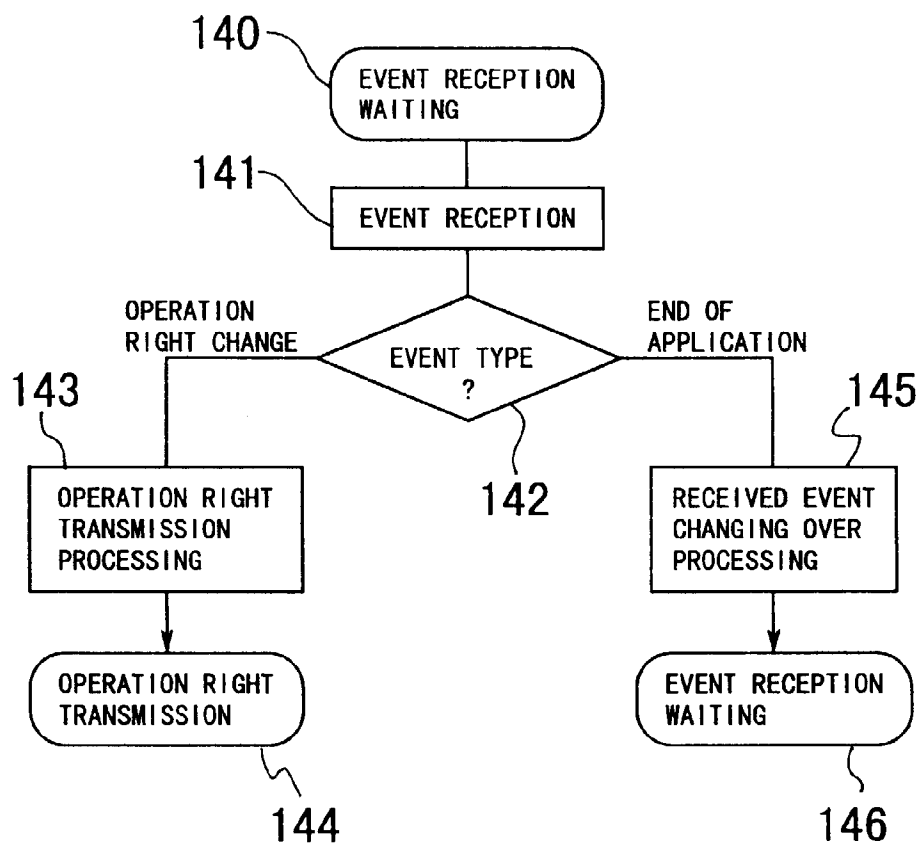 140
EVENT RECEPTION
WAITING
141
EVENT RECEPTION
OPERATION
RIGHT CHANGE
END OF
APPLICATION
EVENT TYPE
?
142
143
OPERATION RIGHT
TRANSMISSION
PROCESSING
145
RECEIVED EVENT
CHANGING OVER
PROCESSING
OPERATION RIGHT
TRANSMISSION
144
EVENT RECEPTION
WAITING
146